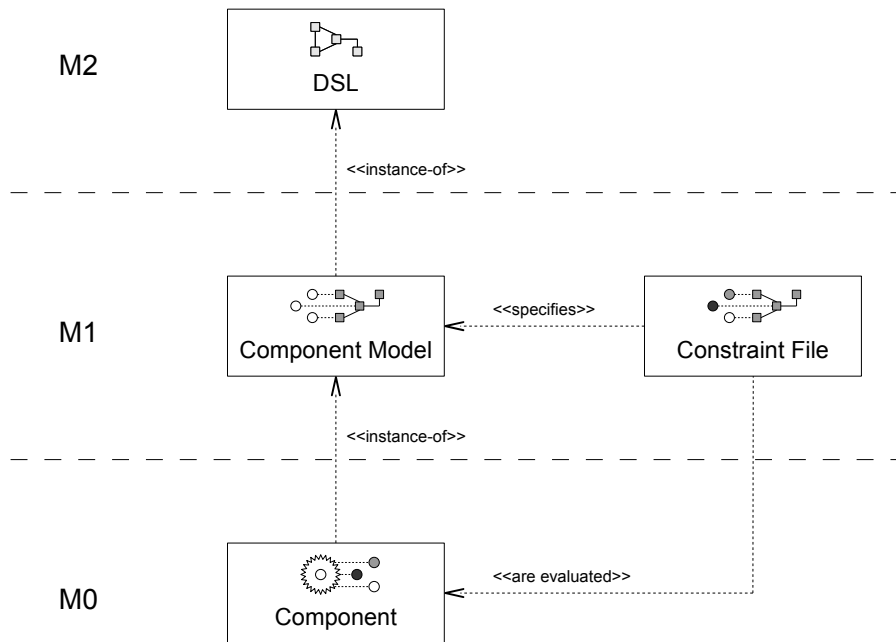 M2
DSL
<<instance-of>>
M1
Component Model
<<specifies>>
Constraint File
<<instance-of>>
M0
Component
<<are evaluated>>